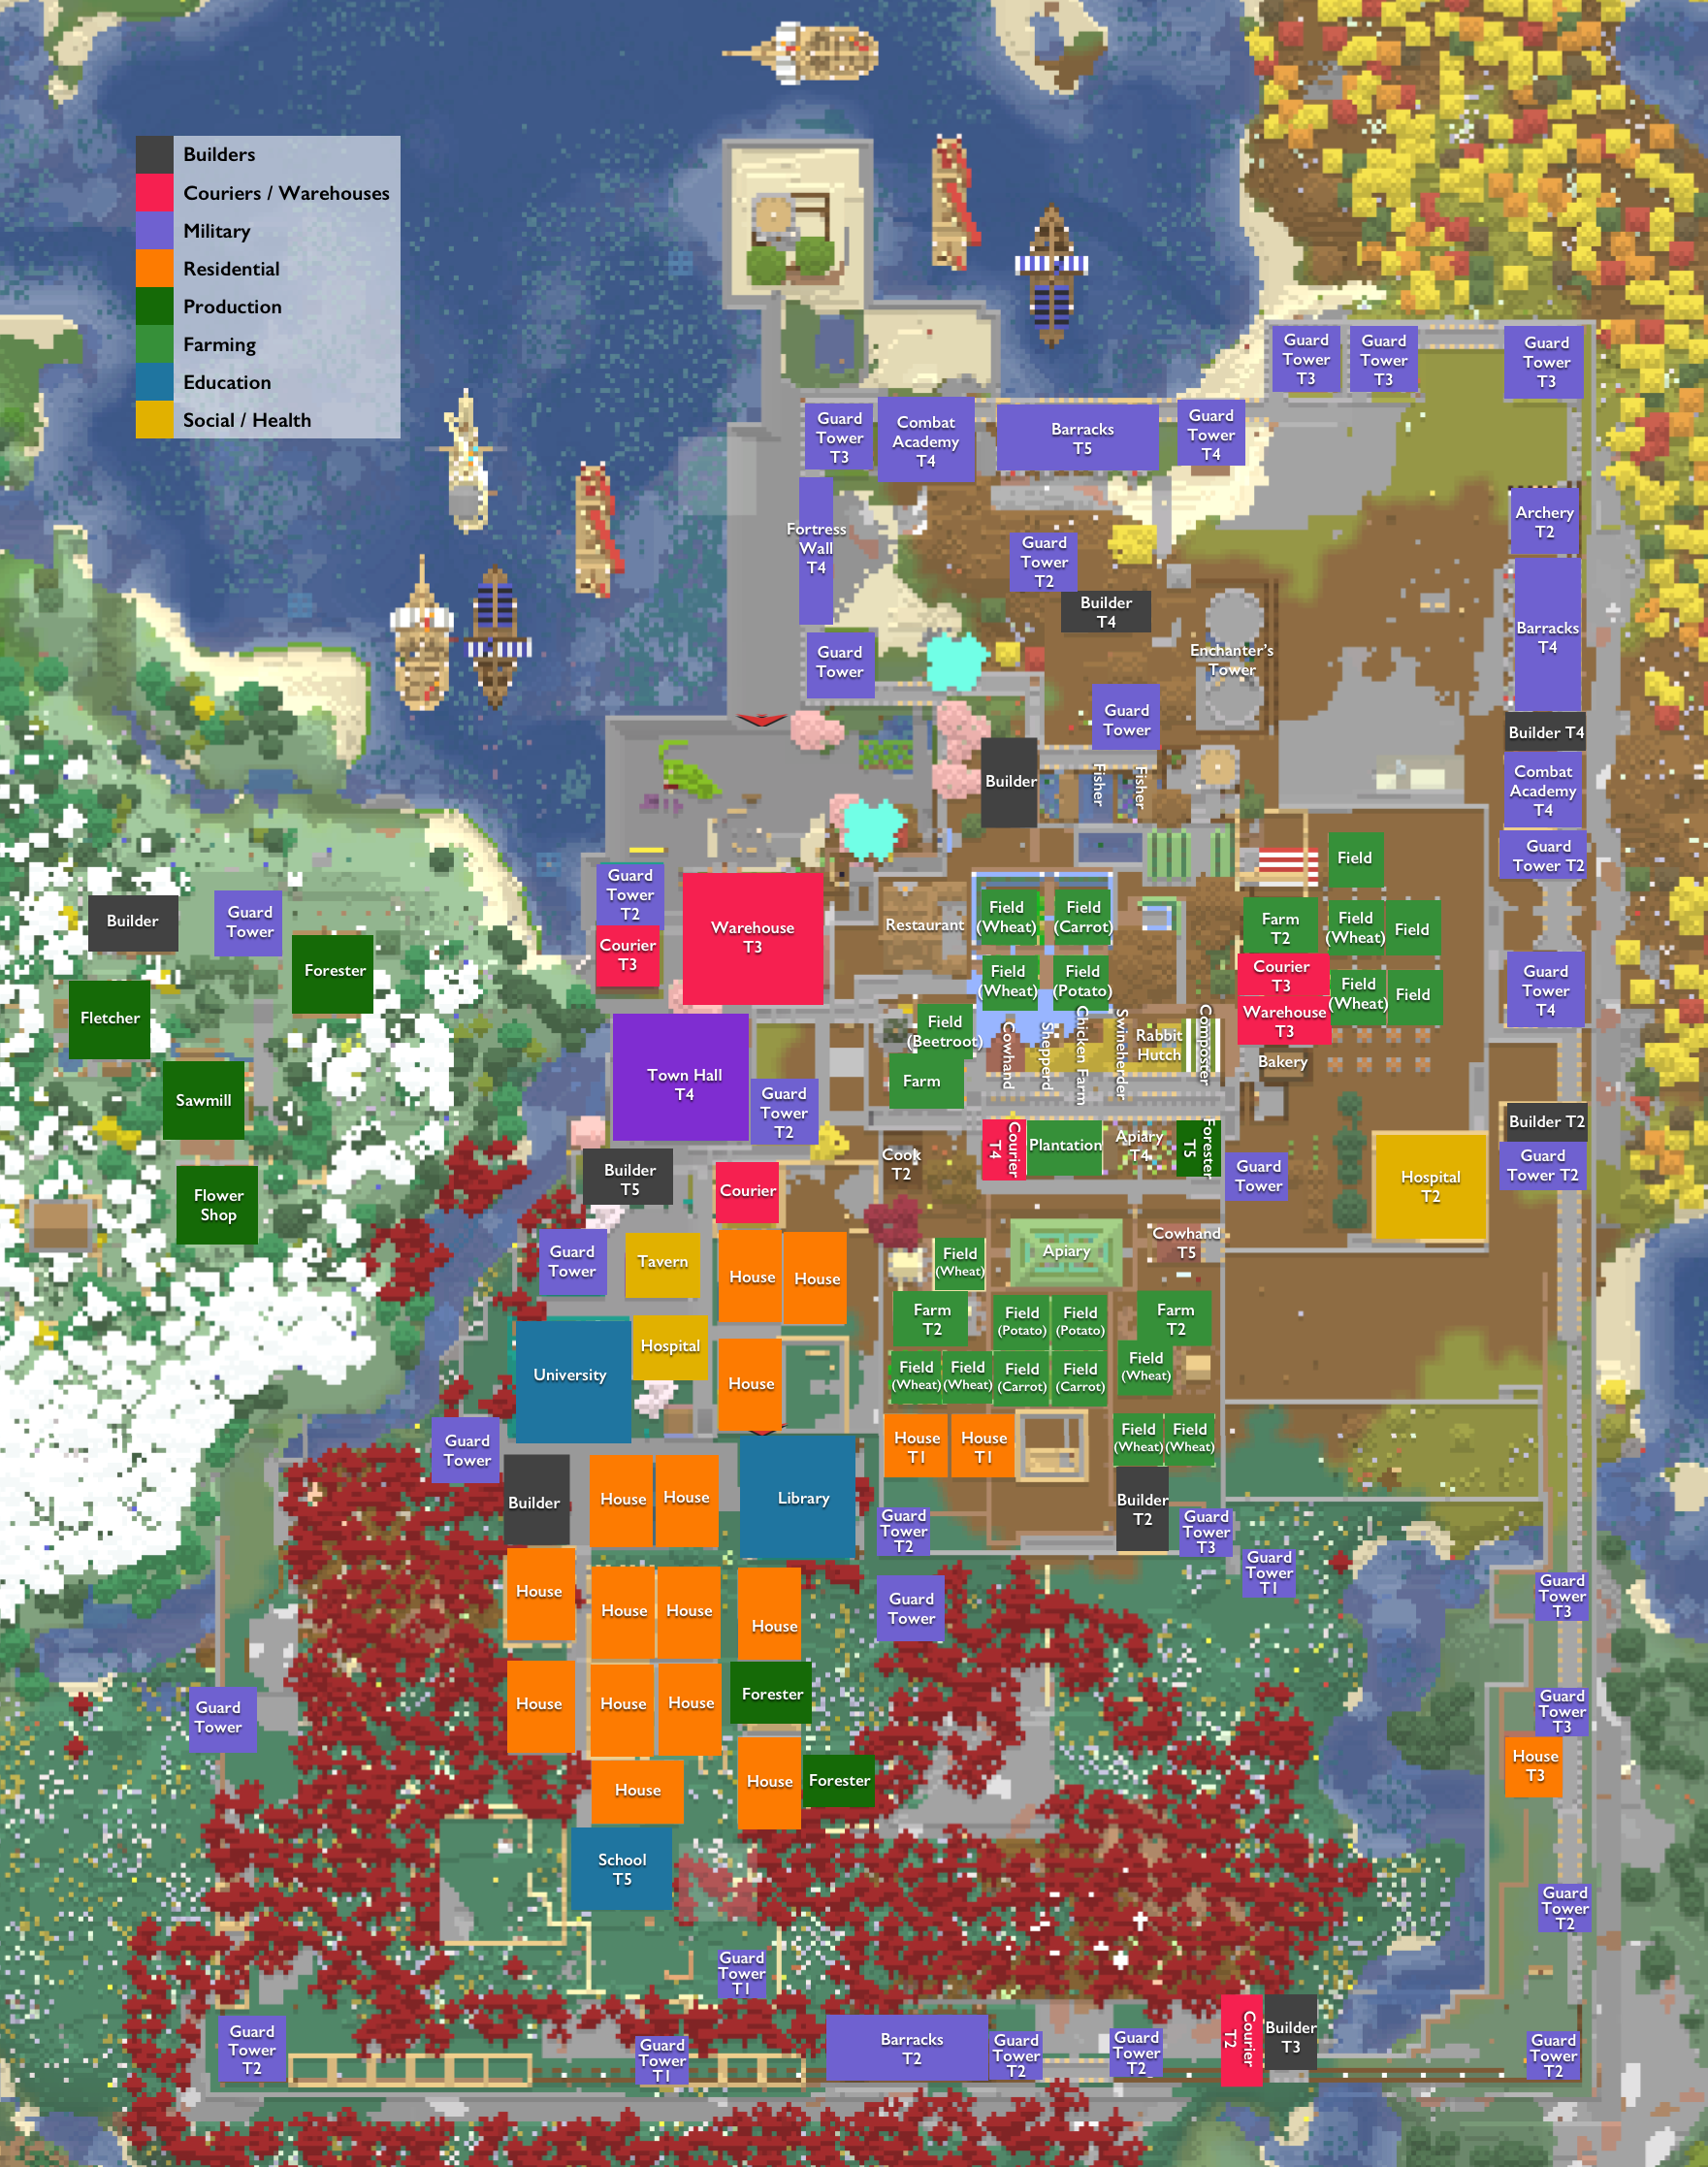 Builders
Couriers / Warehouses
Military
Residential
Production
Farming
Education
Social / Health
Guard
Tower
T3
Guard
Tower
T3
Guard
Tower
T3
Guard
Tower
T3
Combat
Academy
T4
Barracks
T5
Guard
Tower
T4
Fortress
Wall
T4
Guard
Tower
T2
Archery
T2
Builder
T4
Barracks
T4
Guard
Tower
Enchanter's
Tower
Guard
Tower
Builder T4
Builder
Fisher
Fisher
Combat
Academy
T4
Guard
Tower T2
Field
Builder
Guard
Tower
Guard
Tower
T2
Warehouse
T3
Restaurant
Field
(Wheat)
Field
(Carrot)
Farm
T2
Field
(Wheat)
Field
Forester
Courier
T3
Field
(Wheat)
Field
(Potato)
Courier
T3
Field
(Wheat)
Field
Guard
Tower
T4
Fletcher
Warehouse
T3
Field
(Beetroot)
Cowhand
Shepperd
Chicken Farm
Swineherder
Rabbit
Hutch
Composter
Bakery
Sawmill
Town Hall
T4
Guard
Tower
T2
Farm
Builder T2
Courier
T4
Plantation
Apiary
T4
Forester
T5
Cook
T2
Guard
Tower
Hospital
T2
Guard
Tower T2
Flower
Shop
Builder
T5
Courier
Guard
Tower
Tavern
House
House
Field
(Wheat)
Apiary
Cowhand
T5
Farm
T2
Field
(Potato)
Field
(Potato)
Farm
T2
University
Hospital
House
Field
(Wheat)
Field
(Wheat)
Field
(Carrot)
Field
(Carrot)
Field
(Wheat)
Guard
Tower
House
T1
House
T1
Field
(Wheat)
Field
(Wheat)
Builder
House
House
Library
Guard
Tower
T2
Builder
T2
Guard
Tower
T3
Guard
Tower
T1
House
House
House
House
Guard
Tower
Guard
Tower
T3
Guard
Tower
House
House
House
Forester
Guard
Tower
T3
House
House
Forester
House
T3
School
T5
Guard
Tower
T2
Guard
Tower
T1
Guard
Tower
T2
Guard
Tower
T1
Barracks
T2
Guard
Tower
T2
Guard
Tower
T2
Courier
T2
Builder
T3
Guard
Tower
T2